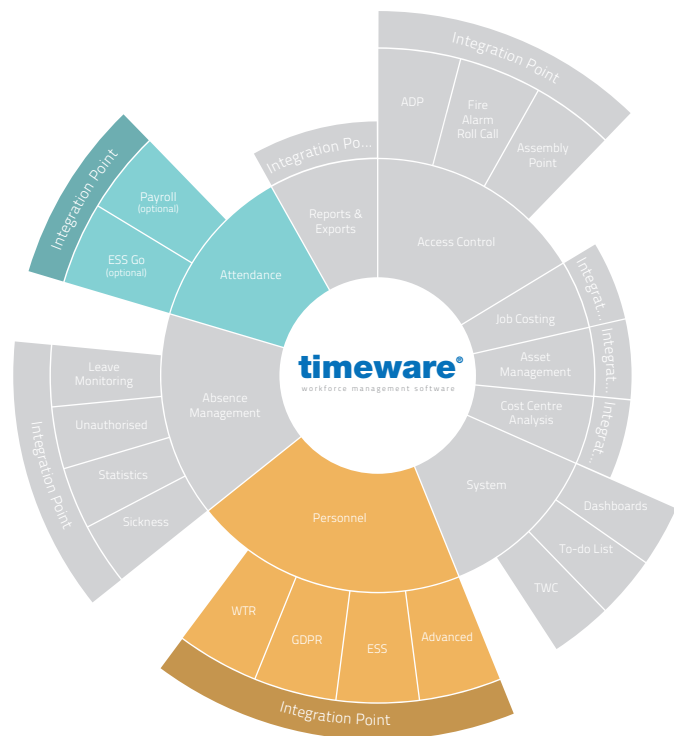 Integration Point
ADP
Fire
Alarm
Roll Call
Assembly
Point
Integration Po...
Reports &
Exports
Access Control
Integration Point
Payroll
(optional)
ESS Go
(optional)
Attendance
Integrat...
Job Costing
Integrat...
Asset
Management
Integrat...
Cost Centre
Analysis
timeware®
workforce management software
Integration Point
Leave
Monitoring
Unauthorised
Statistics
Sickness
Absence
Management
System
Dashboards
To-do List
TWC
Personnel
WTR
GDPR
ESS
Advanced
Integration Point